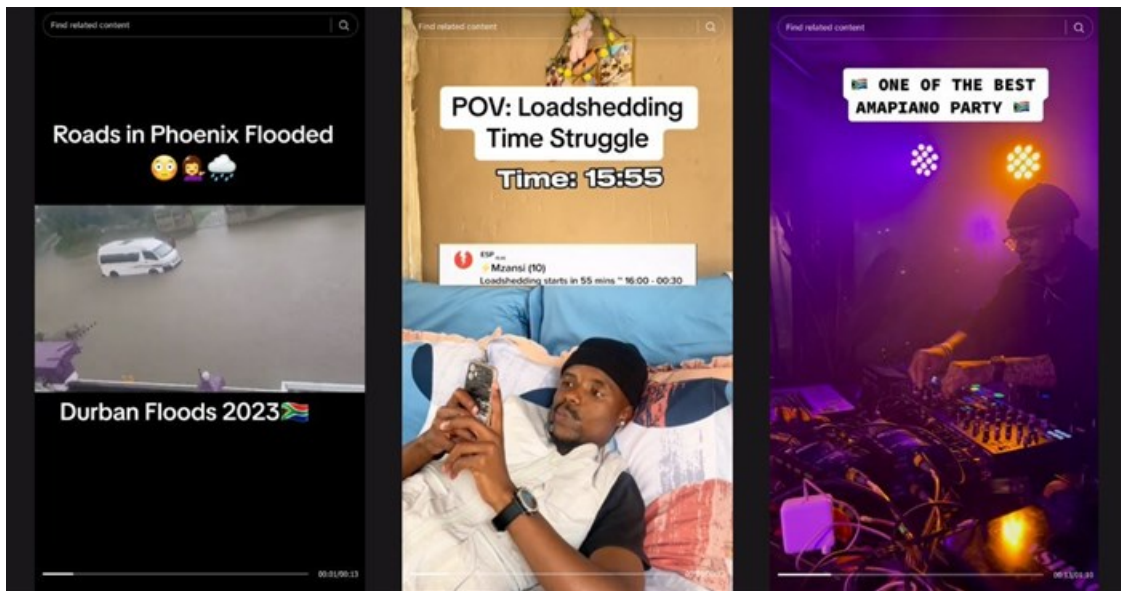 Find related content
Roads in Phoenix Flooded
Durban Floods 2023
00:01/00:13
Find related content
POV: Loadshedding
Time Struggle
Time: 15:55
ESP
Mzansi (10)
Loadshedding starts in 55 mins ~ 16:00 - 00:30
Find related content
ONE OF THE BEST
AMAPIANO PARTY